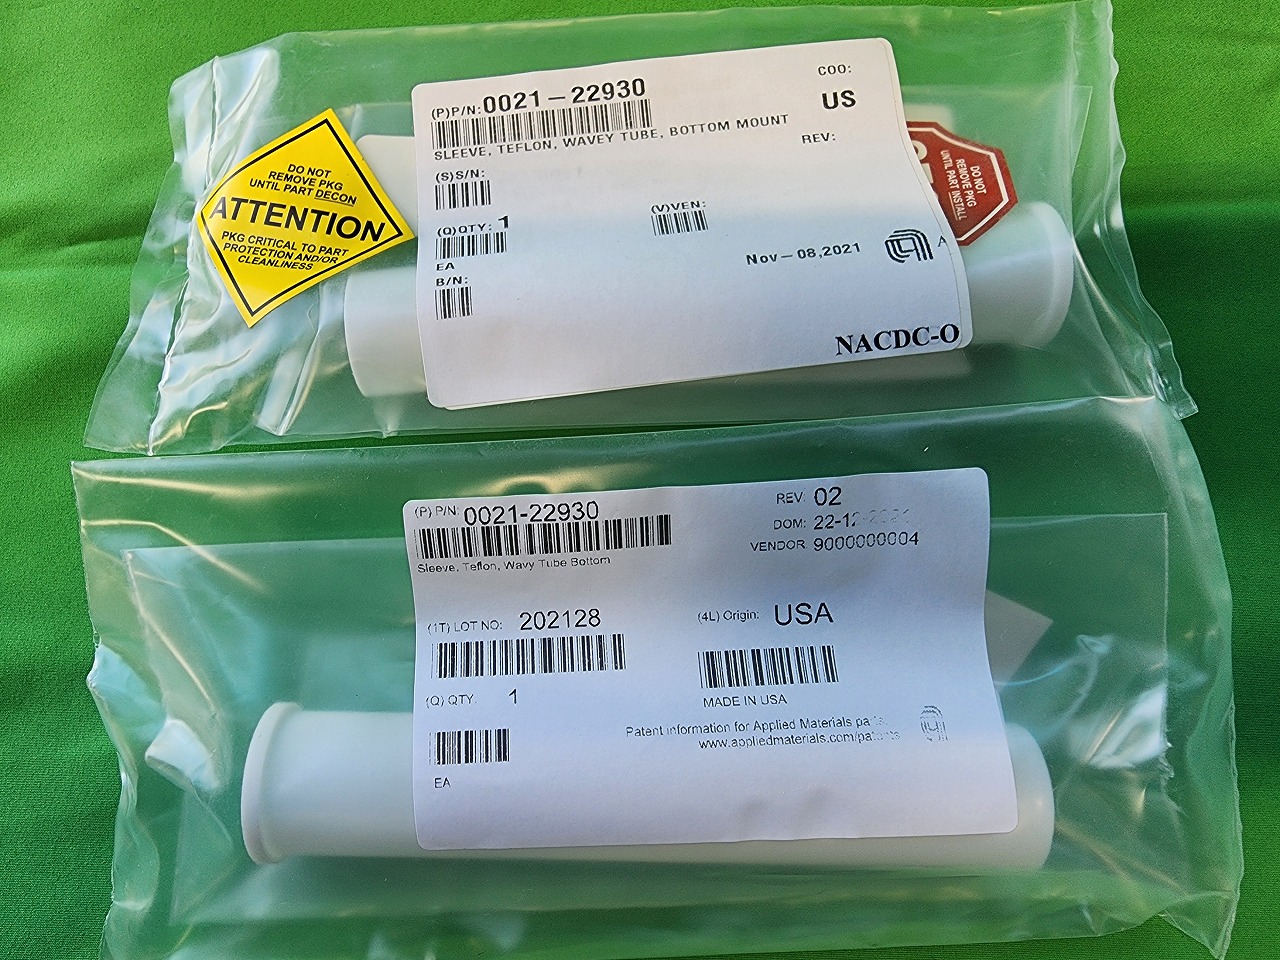 (P)P/N: 0021-22930
COO:
US
SLEEVE, TEFLON, WAVEY TUBE, BOTTOM MOUNT
REV:
(S)S/N:
(Q)QTY: 1
(V)VEN:
EA
Nov-08,2021
B/N:
NACDC-O
DO NOT
REMOVE PKG
UNTIL PART DECON
ATTENTION
PKG CRITICAL TO PART
PROTECTION AND/OR
CLEANLINESS
DO NOT
REMOVE PKG
UNTIL PART INSTALL
(P) P/N: 0021-22930
Sleeve, Teflon, Wavy Tube Bottom
REV: 02
DOM: 22-12-2021
VENDOR: 9000000004
(1T) LOT NO: 202128
(4L) Origin: USA
(Q) QTY: 1
MADE IN USA
EA
Patent information for Applied Materials parts:
www.appliedmaterials.com/patents